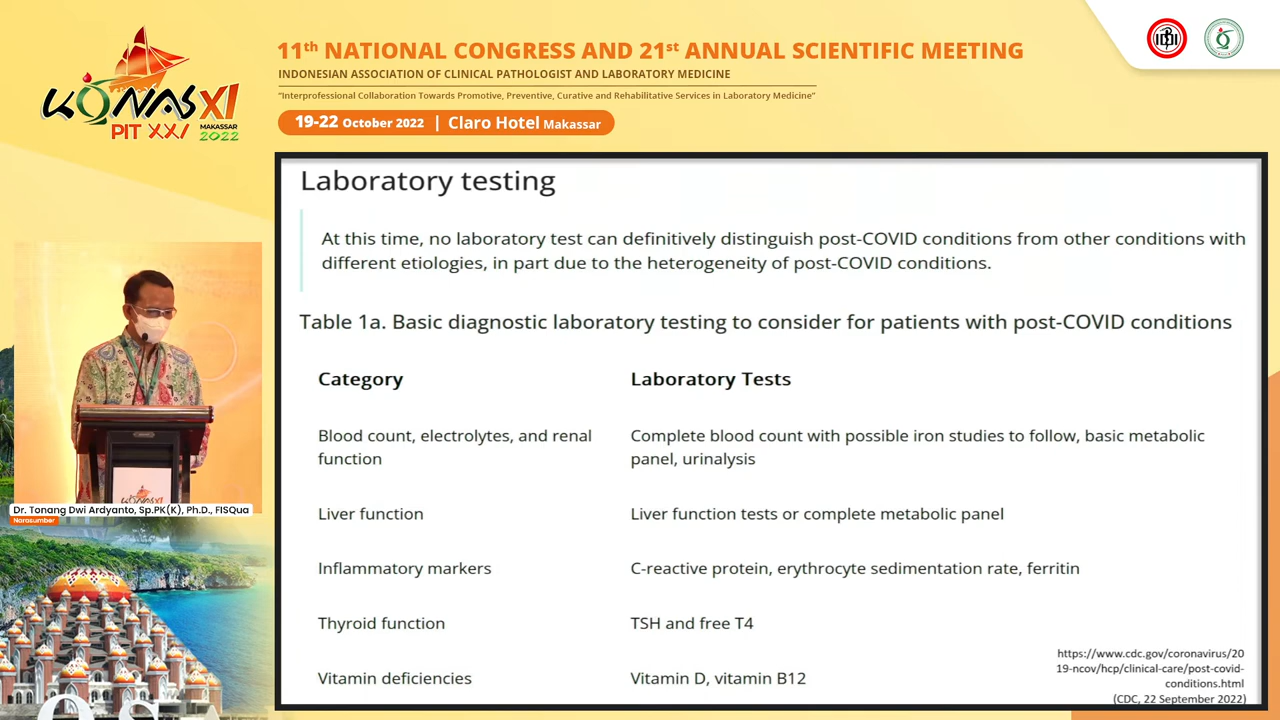 KONAS XI
PIT XXI MAKASSAR 2022
11th NATIONAL CONGRESS AND 21st ANNUAL SCIENTIFIC MEETING
INDONESIAN ASSOCIATION OF CLINICAL PATHOLOGIST AND LABORATORY MEDICINE
"Interprofessional Collaboration Towards Promotive, Preventive, Curative and Rehabilitative Services in Laboratory Medicine"
19-22 October 2022 | Claro Hotel Makassar
Laboratory testing
At this time, no laboratory test can definitively distinguish post-COVID conditions from other conditions with
different etiologies, in part due to the heterogeneity of post-COVID conditions.
Table 1a. Basic diagnostic laboratory testing to consider for patients with post-COVID conditions
Category Laboratory Tests
Blood count, electrolytes, and renal
function
Complete blood count with possible iron studies to follow, basic metabolic
panel, urinalysis
Liver function Liver function tests or complete metabolic panel
Inflammatory markers C-reactive protein, erythrocyte sedimentation rate, ferritin
Thyroid function TSH and free T4
Vitamin deficiencies Vitamin D, vitamin B12
https://www.cdc.gov/coronavirus/20
19-ncov/hcp/clinical-care/post-covid-
conditions.html
(CDC, 22 September 2022)
Dr. Tonang Dwi Ardyanto, Sp.PK(K), Ph.D., FISQua
Narasumber